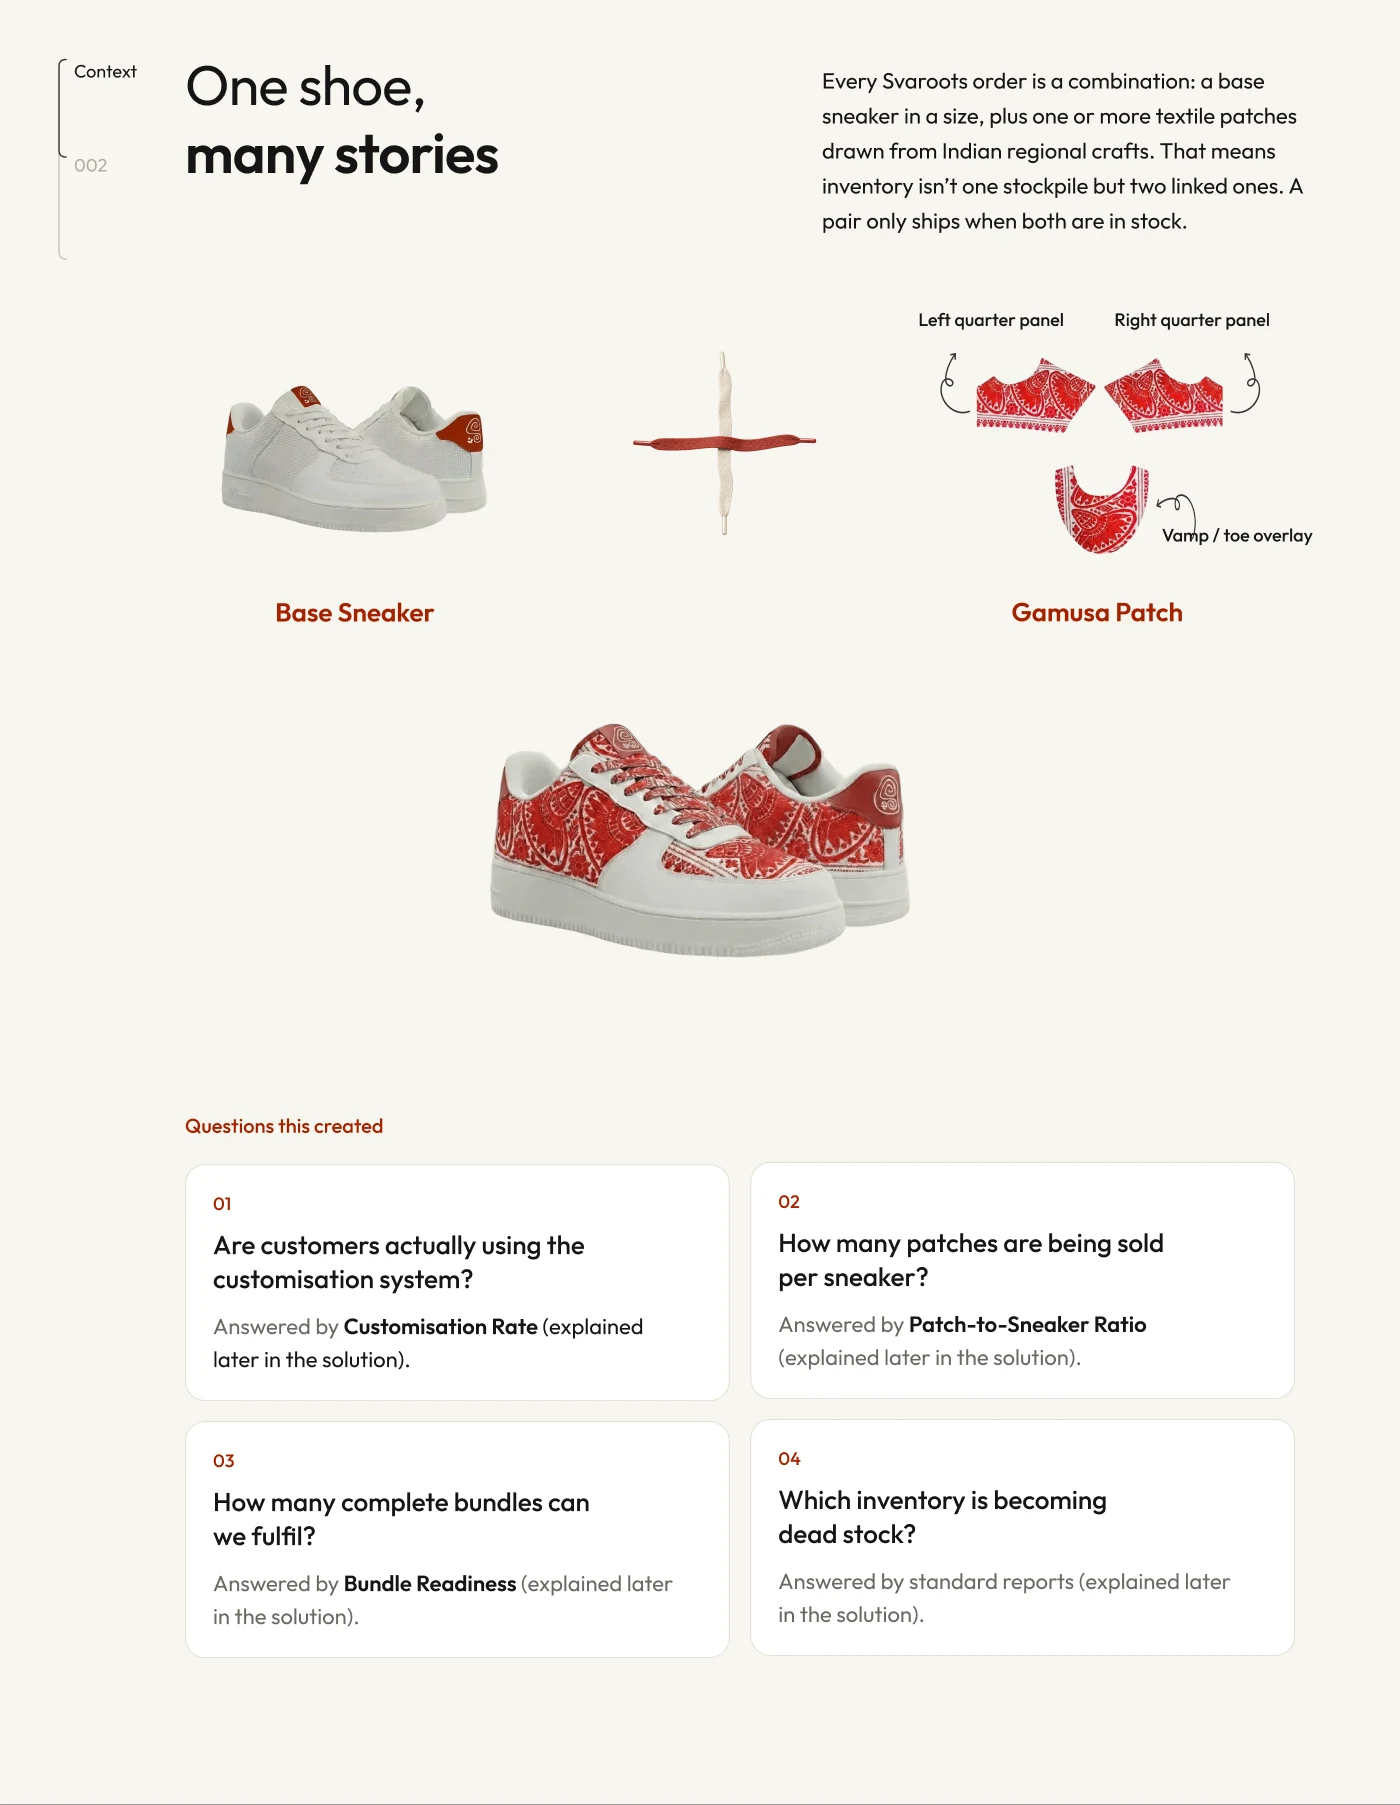 Context
002
One shoe,
many stories
Every Svaroots order is a combination: a base
sneaker in a size, plus one or more textile patches
drawn from Indian regional crafts. That means
inventory isn’t one stockpile but two linked ones. A
pair only ships when both are in stock.
Left quarter panel
Right quarter panel
Vamp / toe overlay
Base Sneaker
Gamusa Patch
Questions this created
01
Are customers actually using the
customisation system?
Answered by Customisation Rate (explained
later in the solution).
02
How many patches are being sold
per sneaker?
Answered by Patch-to-Sneaker Ratio
(explained later in the solution).
03
How many complete bundles can
we fulfil?
Answered by Bundle Readiness (explained later
in the solution).
04
Which inventory is becoming
dead stock?
Answered by standard reports (explained later
in the solution).